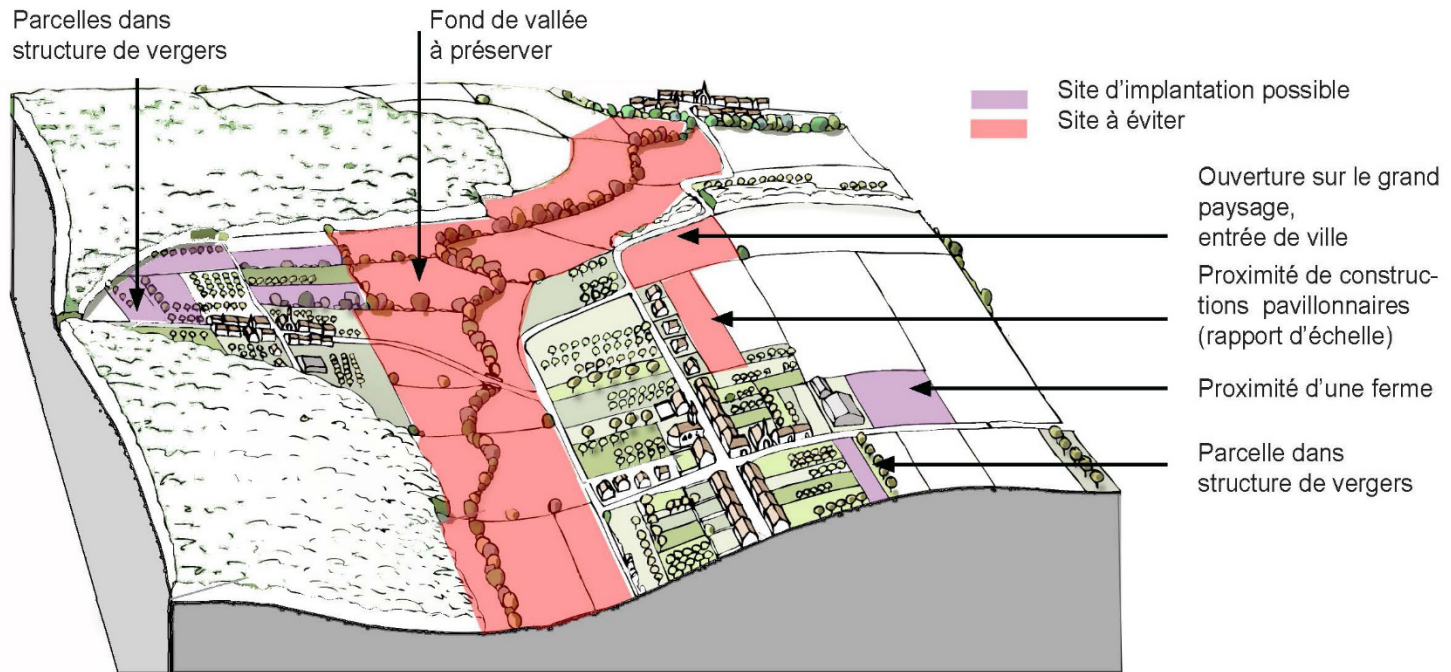 Parcelles dans
structure de vergers
Fond de vallée
à préserver
Site d'implantation possible
Site à éviter
Ouverture sur le grand
paysage,
entrée de ville
Proximité de construc-
tions pavillonnaires
(rapport d'échelle)
Proximité d'une ferme
Parcelle dans
structure de vergers